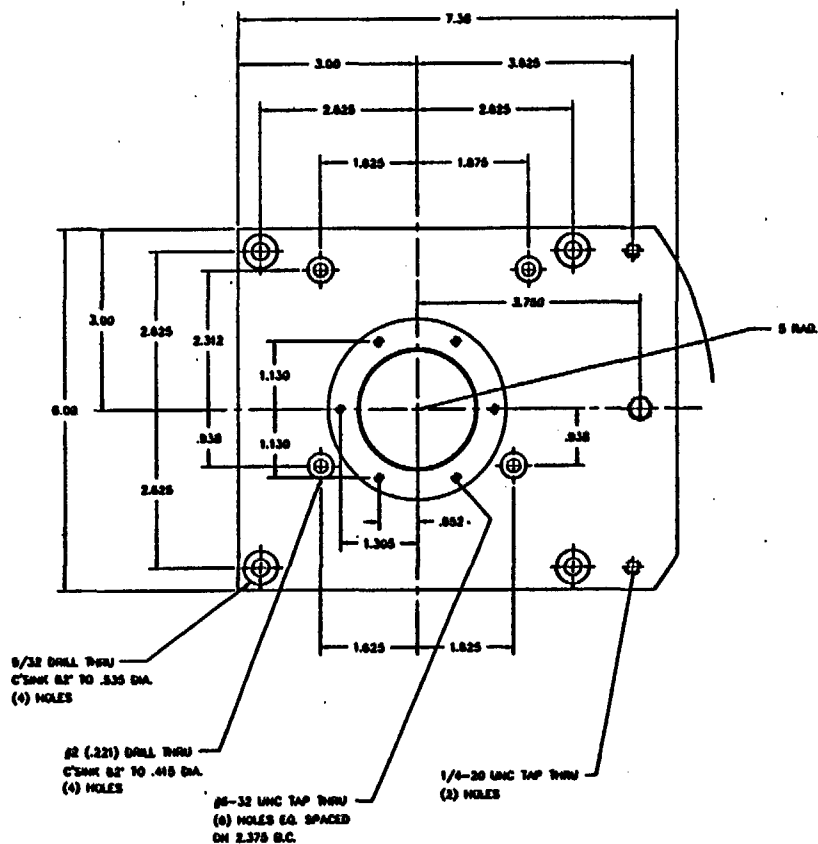 7.38
3.00
3.625
2.625
2.625
1.625
1.875
3.00
2.625
2.312
3.750
5 RAD.
1.130
6.00
.938
1.130
.938
2.625
.652
1.305
1.625
1.625
9/32 DRILL THRU
C'SINK 82° TO .535 DIA.
(4) HOLES
#2 (.221) DRILL THRU
C'SINK 82° TO .415 DIA.
(4) HOLES
#6-32 UNC TAP THRU
(6) HOLES EQ. SPACED
ON 2.375 B.C.
1/4-20 UNC TAP THRU
(2) HOLES